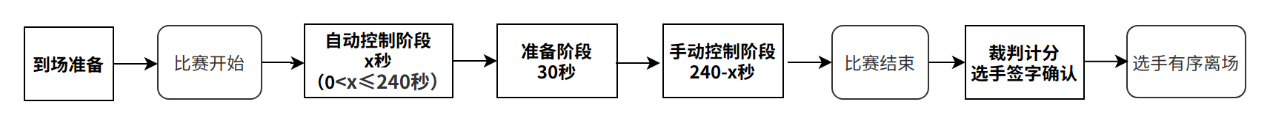 到场准备
比赛开始
自动控制阶段
x秒
（0<x≤240秒）
准备阶段
30秒
手动控制阶段
240-x秒
比赛结束
裁判计分
选手签字确认
选手有序离场